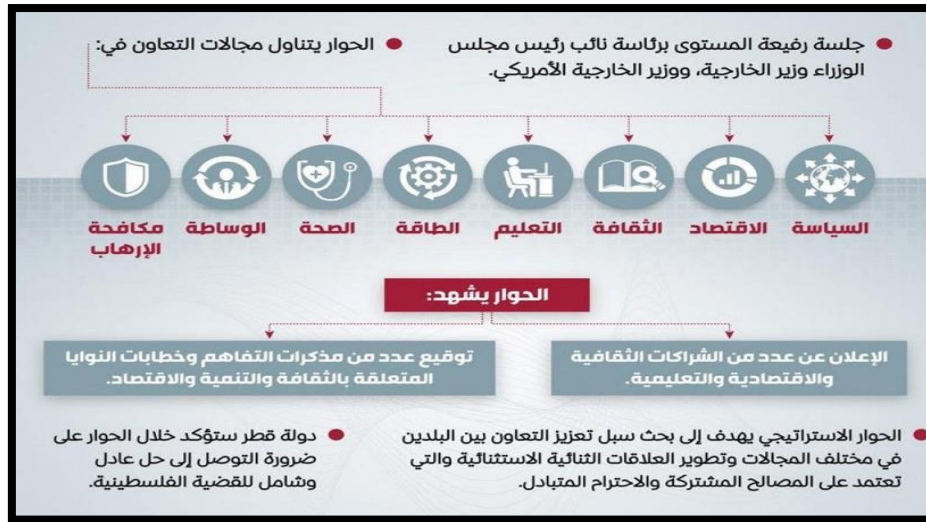 جلسة رفيعة المستوى برئاسة نائب رئيس مجلس
الوزراء وزير الخارجية، ووزير الخارجية الأمريكي.
الحوار يتناول مجالات التعاون في:
السياسة
الاقتصاد
الثقافة
التعليم
الطاقة
الصحة
الوساطة
مكافحة
الإرهاب
الحوار يشهد:
الإعلان عن عدد من الشراكات الثقافية
والاقتصادية والتعليمية.
توقيع عدد من مذكرات التفاهم وخطابات النوايا
المتعلقة بالثقافة والتنمية والاقتصاد.
الحوار الاستراتيجي يهدف إلى بحث سبل تعزيز التعاون بين البلدين
في مختلف المجالات وتطوير العلاقات الثنائية الاستثنائية والتي
تعتمد على المصالح المشتركة والاحترام المتبادل.
دولة قطر ستؤكد خلال الحوار على
ضرورة التوصل إلى حل عادل
وشامل للقضية الفلسطينية.